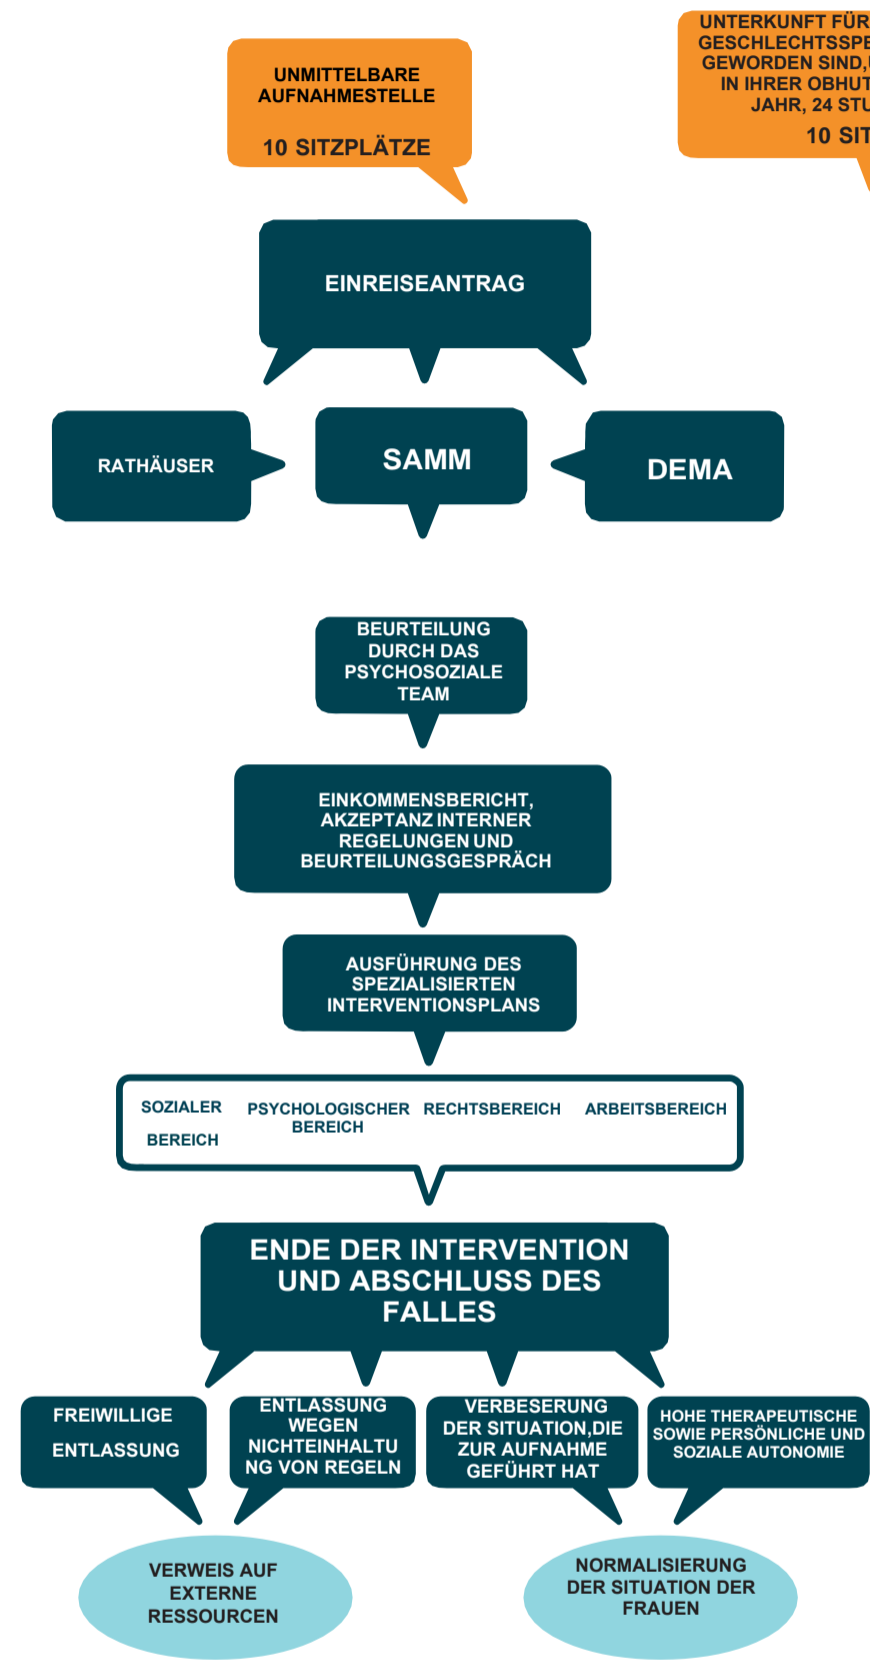 UNMITTELBARE
AUFNAHMESTELLE
10 SITZPLÄTZE
UNTERKUNFT FÜR
GESCHLECHTSSPE
GEWORDEN SIND,
IN IHRER OBHUT
JAHR, 24 STU
10 SIT
EINREISEANTRAG
RATHÄUSER
SAMM
DEMA
BEURTEILUNG
DURCH DAS
PSYCHOSOZIALE
TEAM
EINKOMMENSBERICHT,
AKZEPTANZ INTERNER
REGELUNGEN UND
BEURTEILUNGSGESPRÄCH
AUSFÜHRUNG DES
SPEZIALISIERTEN
INTERVENTIONSPLANS
SOZIALER
BEREICH
PSYCHOLOGISCHER
BEREICH
RECHTSBEREICH
ARBEITSBEREICH
ENDE DER INTERVENTION
UND ABSCHLUSS DES
FALLES
FREIWILLIGE
ENTLASSUNG
ENTLASSUNG
WEGEN
NICHTEINHALTU
NG VON REGELN
VERBESERUNG
DER SITUATION,DIE
ZUR AUFNAHME
GEFÜHRT HAT
HOHE THERAPEUTISCHE
SOWIE PERSÖNLICHE UND
SOZIALE AUTONOMIE
VERWEIS AUF
EXTERNE
RESSOURCEN
NORMALISIERUNG
DER SITUATION DER
FRAUEN